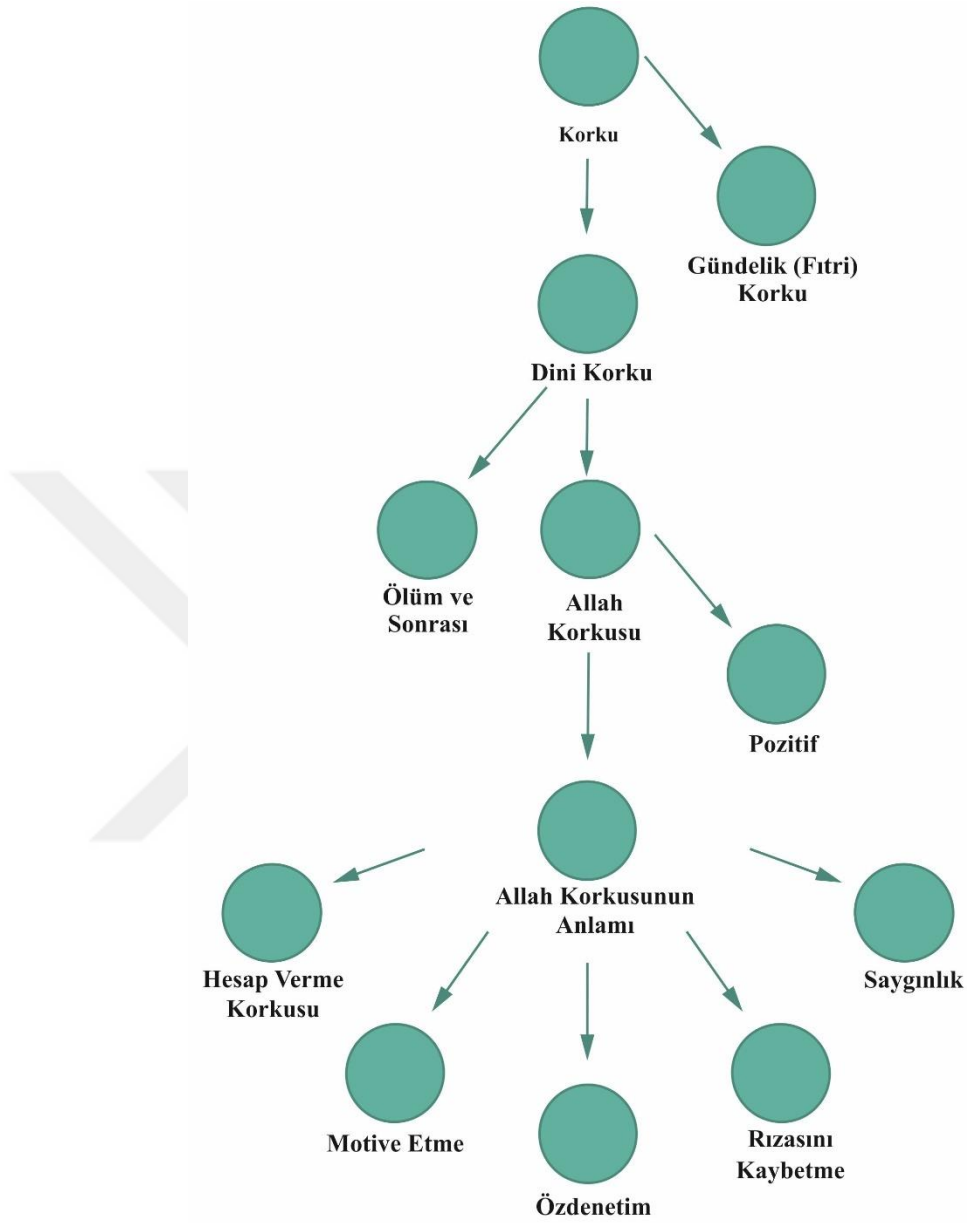 Korku
Gündelik (Fıtri)
Korku
Dini Korku
Ölüm ve
Sonrası
Allah
Korkusu
Pozitif
Allah Korkusunun
Anlamı
Hesap Verme
Korkusu
Saygınlık
Motive Etme
Özdenetim
Rızasını
Kaybetme